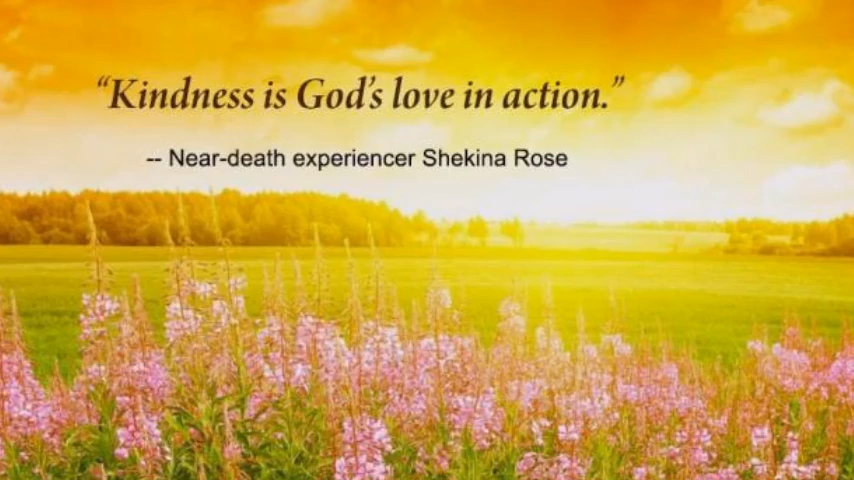 “Kindness is God’s love in action.”
-- Near-death experiencer Shekina Rose